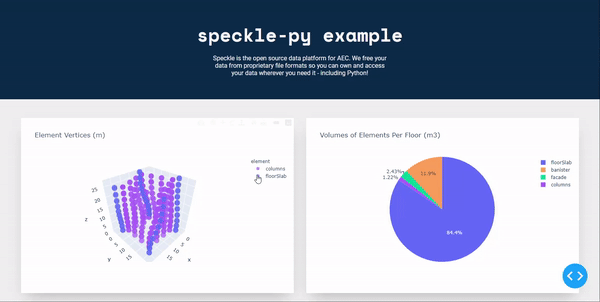 speckle-py example
Speckle is the open source data platform for AEC. We free your
data from proprietary file formats so you can own and access
your data wherever you need it - including Python!
Element Vertices (m)
element
columns
floorSlab
25
20
15
10
5
0
z
0
5
10
15
y
15
10
5
0
x
Volumes of Elements Per Floor (m3)
2.43%
1.22%
11.9%
84.4%
floorSlab
banister
facade
columns